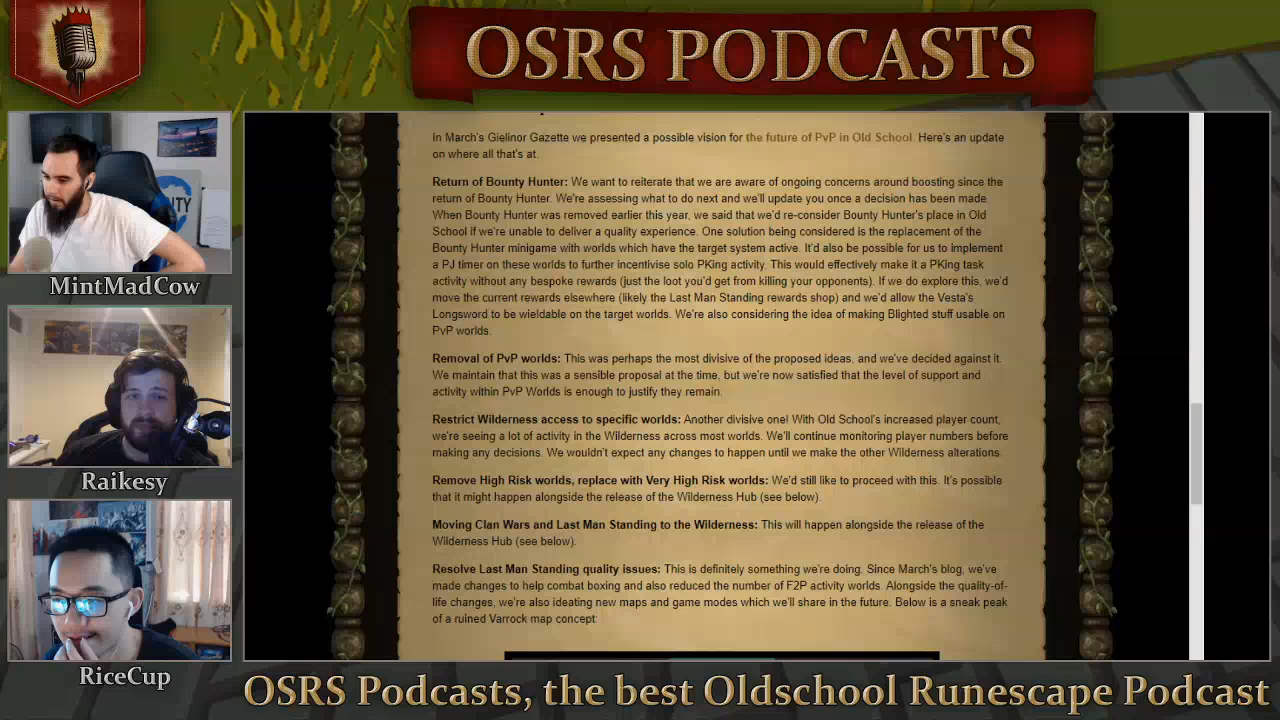 OSRS PODCASTS
In March's Gielinor Gazette we presented a possible vision for the future of PvP in Old School. Here's an update
on where all that's at.
Return of Bounty Hunter: We want to reiterate that we are aware of ongoing concerns around boosting since the
return of Bounty Hunter. We're assessing what to do next and we'll update you once a decision has been made.
When Bounty Hunter was removed earlier this year, we said that we'd re-consider Bounty Hunter's place in Old
School if we're unable to deliver a quality experience. One solution being considered is the replacement of the
Bounty Hunter minigame with worlds which have the target system active. It'd also be possible for us to implement
a PJ timer on these worlds to further incentivise solo PKing activity. This would effectively make it a PKing task
activity without any bespoke rewards (just the loot you'd get from killing your opponents). If we do explore this, we'd
move the current rewards elsewhere (likely the Last Man Standing rewards shop) and we'd allow the Vesta's
Longsword to be wieldable on the target worlds. We're also considering the idea of making Blighted stuff usable on
PvP worlds.
Removal of PvP worlds: This was perhaps the most divisive of the proposed ideas, and we've decided against it.
We maintain that this was a sensible proposal at the time, but we're now satisfied that the level of support and
activity within PvP Worlds is enough to justify they remain.
Restrict Wilderness access to specific worlds: Another divisive one! With Old School's increased player count,
we're seeing a lot of activity in the Wilderness across most worlds. We'll continue monitoring player numbers before
making any decisions. We wouldn't expect any changes to happen until we make the other Wilderness alterations.
Remove High Risk worlds, replace with Very High Risk worlds: We'd still like to proceed with this. It's possible
that it might happen alongside the release of the Wilderness Hub (see below).
Moving Clan Wars and Last Man Standing to the Wilderness: This will happen alongside the release of the
Wilderness Hub (see below).
Resolve Last Man Standing quality issues: This is definitely something we're doing. Since March's blog, we've
made changes to help combat boxing and also reduced the number of F2P activity worlds. Alongside the quality-of-
life changes, we're also ideating new maps and game modes which we'll share in the future. Below is a sneak peak
of a ruined Varrock map concept:
MintMadCow
Raikesy
RiceCup
OSRS Podcasts, the best Oldschool Runescape Podcast